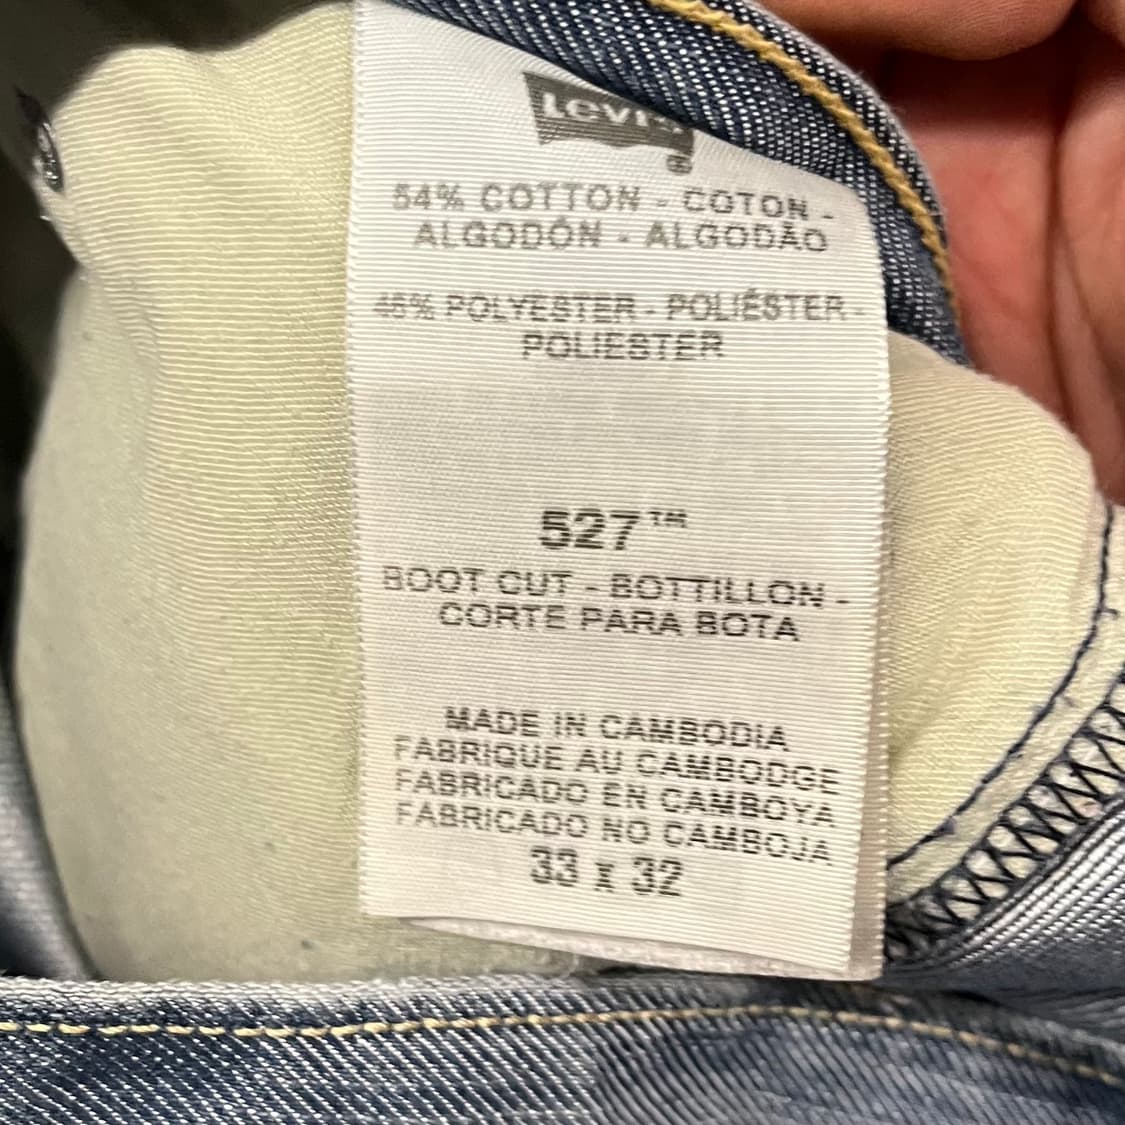 Levi's
54% COTTON - COTON -
ALGODÓN - ALGODÃO
46% POLYESTER - POLIÉSTER -
POLIESTER
527™
BOOT CUT - BOTTILLON -
CORTE PARA BOTA
MADE IN CAMBODIA
FABRIQUE AU CAMBODGE
FABRICADO EN CAMBOYA
FABRICADO NO CAMBOJA
33 x 32